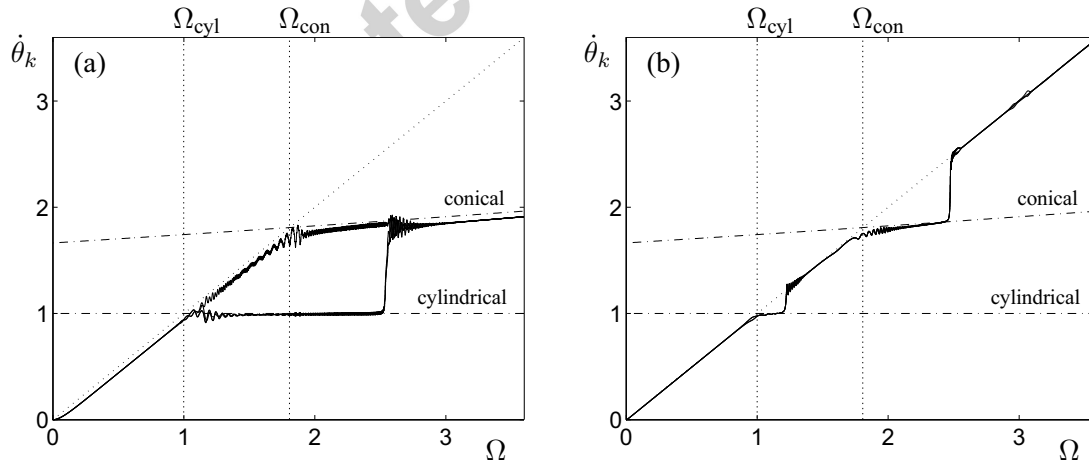 Ω_cyl Ω_con
θ̇_k
(a)
3
2
1
0
conical
cylindrical
0 1 2 3 Ω
Ω_cyl Ω_con
θ̇_k
(b)
3
2
1
0
conical
cylindrical
0 1 2 3 Ω
te